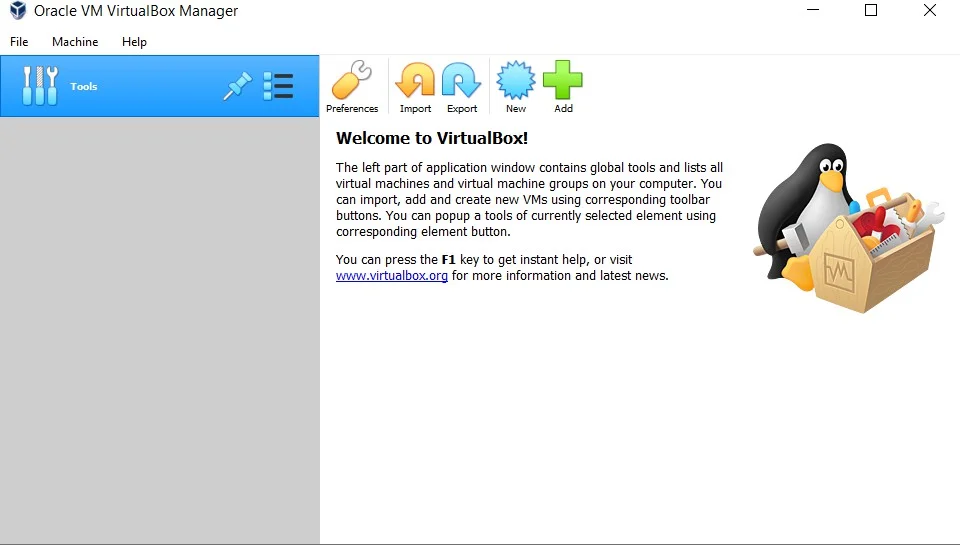 Oracle VM VirtualBox Manager
File Machine Help
Tools
Preferences Import Export New Add
Welcome to VirtualBox!
The left part of application window contains global tools and lists all
virtual machines and virtual machine groups on your computer. You
can import, add and create new VMs using corresponding toolbar
buttons. You can popup a tools of currently selected element using
corresponding element button.
You can press the F1 key to get instant help, or visit
www.virtualbox.org for more information and latest news.